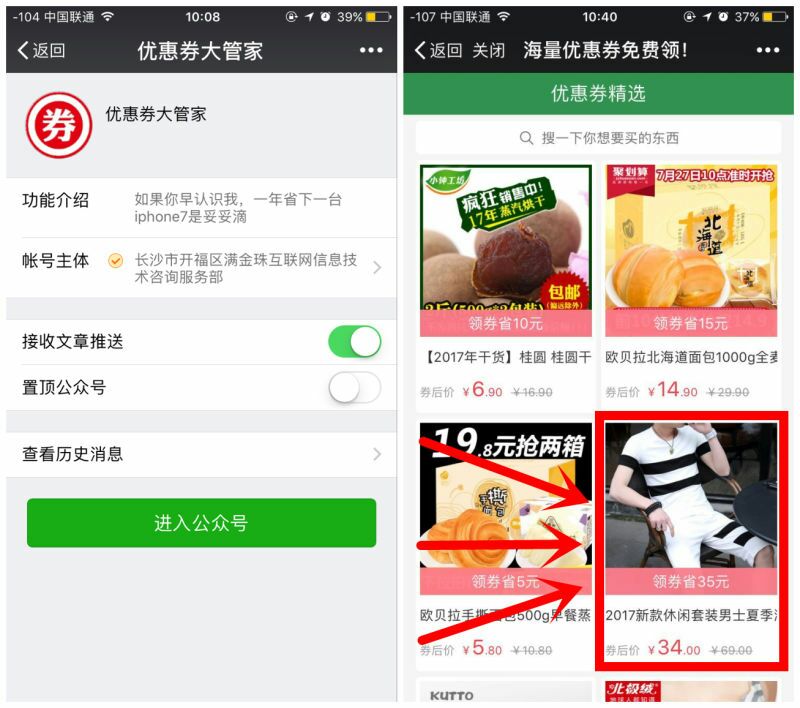 -104 中国联通 10:08 39%
返回 优惠券大管家
券 优惠券大管家
功能介绍 如果你早认识我，一年省下一台
iphone7是妥妥滴
帐号主体 长沙市开福区满金珠互联网信息技
术咨询服务部
接收文章推送
置顶公众号
查看历史消息
进入公众号
-107 中国联通 10:40 37%
返回 关闭 海量优惠券免费领!
优惠券精选
搜一下你想要买的东西
小钟工坊
疯狂销售中!
17年蒸汽烘干
包邮
(偏远除外)
领券省10元
【2017年干货】桂圆 桂圆干
券后价 ¥6.90 ¥16.90
聚划算 7月27日10点准时开抢
北海道
领券省15元
欧贝拉北海道面包1000g全麦
券后价 ¥14.90 ¥29.90
19.8元抢两箱
手撕面包
领券省5元
欧贝拉手撕面包500g早餐蒸
券后价 ¥5.80 ¥10.80
领券省35元
2017新款休闲套装男士夏季
券后价 ¥34.00 ¥69.00
KUTTO
北极绒